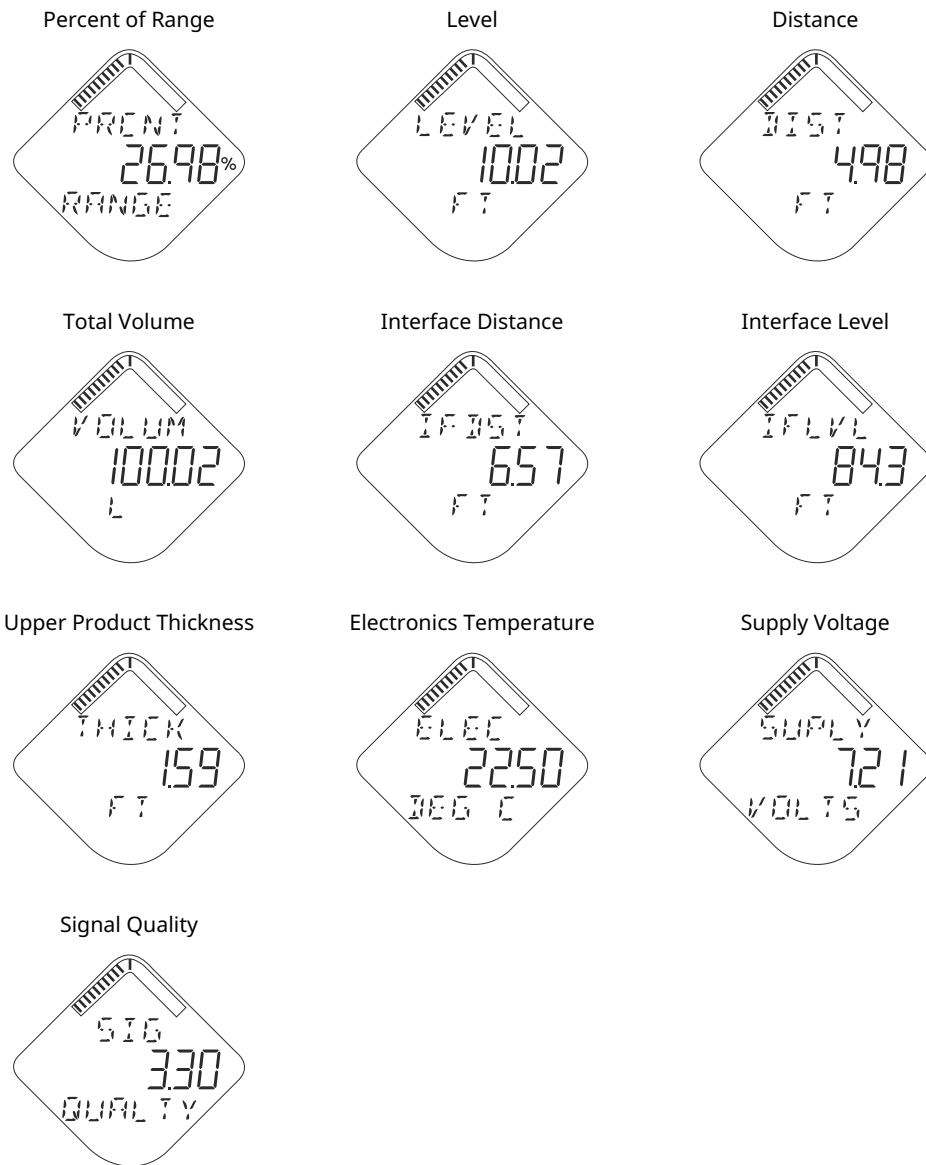 Percent of Range
PRCNT
26.98%
RANGE
Level
LEVEL
10.02
FT
Distance
DIST
4.98
FT
Total Volume
VOLUM
100.02
L
Interface Distance
IFDST
6.57
FT
Interface Level
IFLVL
84.3
FT
Upper Product Thickness
THICK
1.59
FT
Electronics Temperature
ELEC
22.50
DEG C
Supply Voltage
SUPLY
7.21
VOLTS
Signal Quality
SIG
3.30
QUALTY